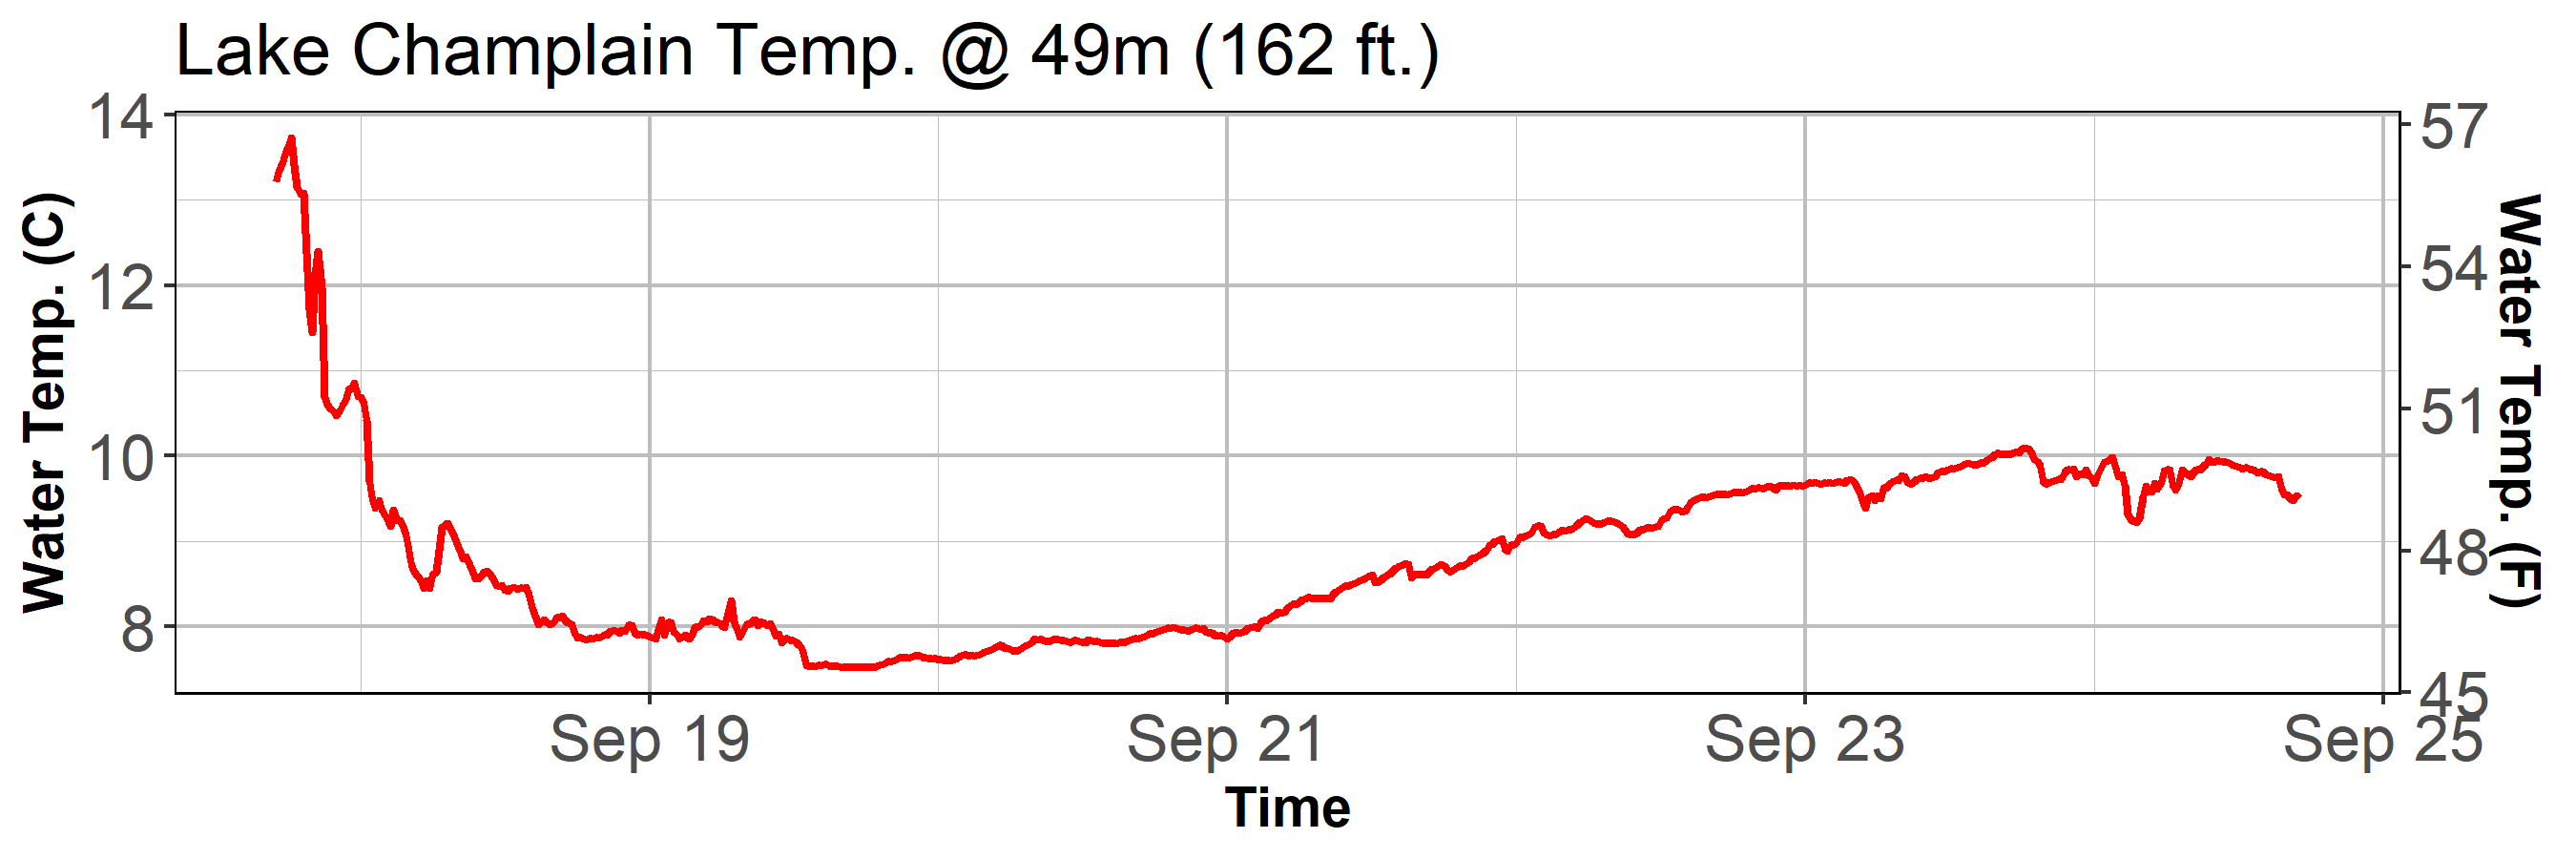 Lake Champlain Temp. @ 49m (162 ft.)
14
12
10
8
Water Temp. (C)
57
54
51
48
45
Water Temp. (F)
Sep 19
Sep 21
Sep 23
Sep 25
Time